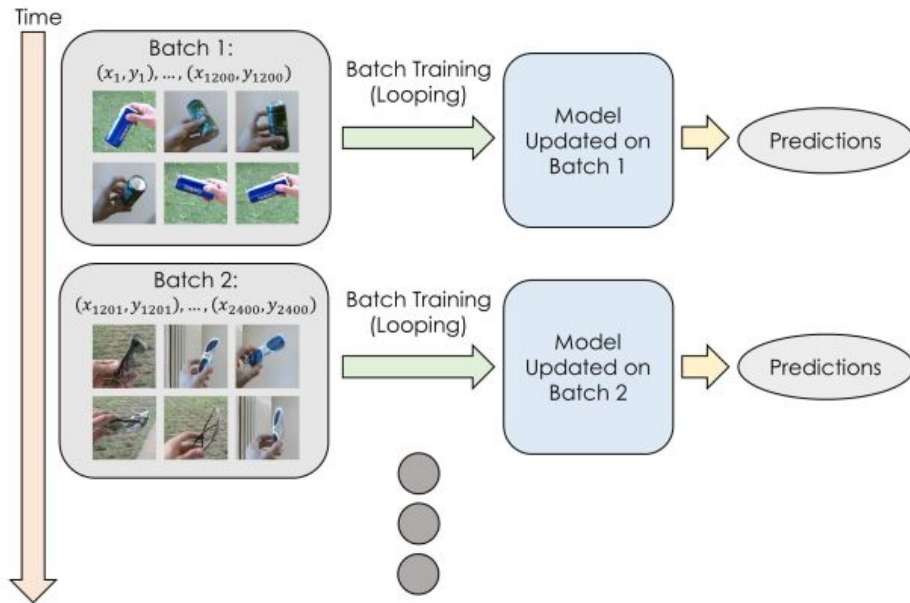 Time
Batch 1:
(x₁, y₁), … , (x₁₂₀₀, y₁₂₀₀)
Batch Training
(Looping)
Model
Updated on
Batch 1
Predictions
Batch 2:
(x₁₂₀₁, y₁₂₀₁), … , (x₂₄₀₀, y₂₄₀₀)
Batch Training
(Looping)
Model
Updated on
Batch 2
Predictions